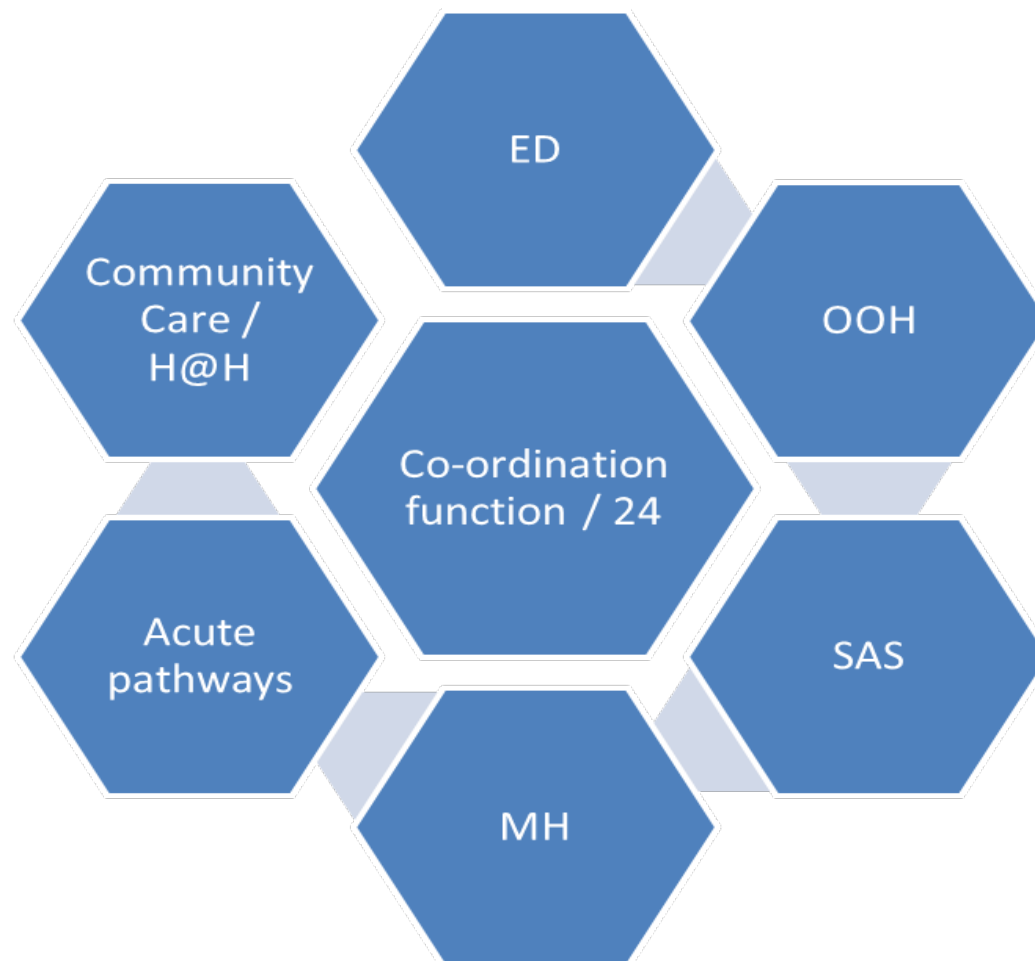 ED
Community
Care /
H@H
OOH
Co-ordination
function / 24
Acute
pathways
SAS
MH